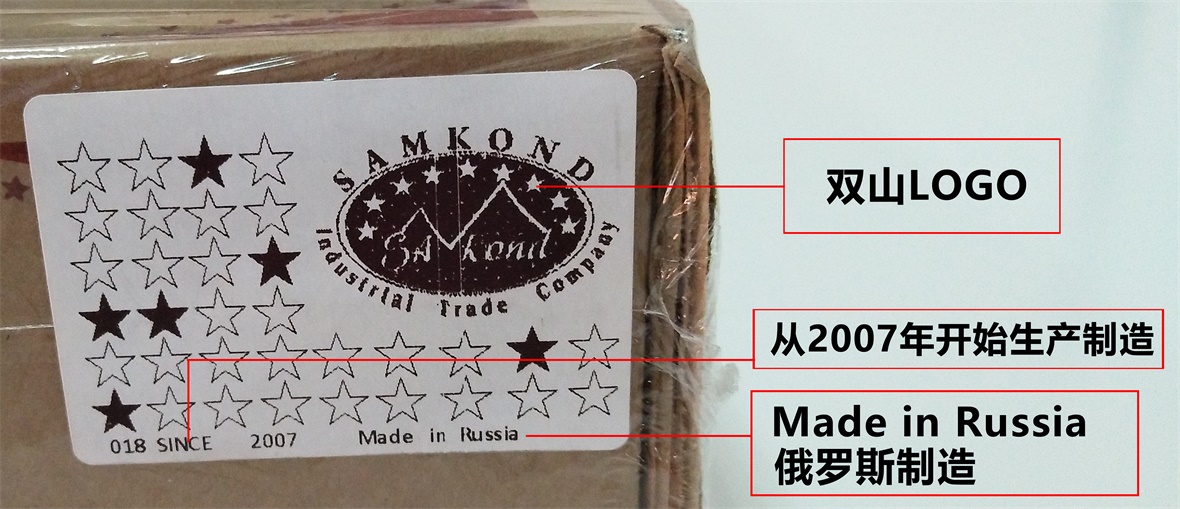 SAMKOND
SAMKOND
Industrial Trade Company
双山LOGO
从2007年开始生产制造
018 SINCE 2007
Made in Russia
Made in Russia
俄罗斯制造